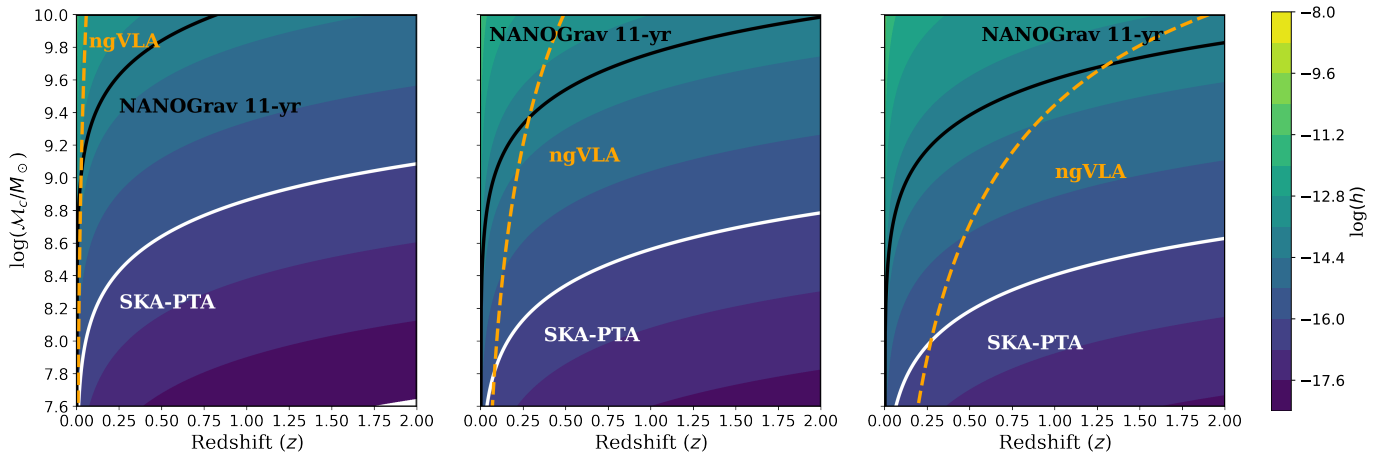 10.0
9.8
9.6
9.4
9.2
9.0
8.8
8.6
8.4
8.2
8.0
7.8
7.6
log(ℳ_c/M_⊙)
ngVLA
NANOGrav 11-yr
SKA-PTA
0.00 0.25 0.50 0.75 1.00 1.25 1.50 1.75 2.00
Redshift (z)
NANOGrav 11-yr
ngVLA
SKA-PTA
0.00 0.25 0.50 0.75 1.00 1.25 1.50 1.75 2.00
Redshift (z)
NANOGrav 11-yr
ngVLA
SKA-PTA
0.00 0.25 0.50 0.75 1.00 1.25 1.50 1.75 2.00
Redshift (z)
−8.0
−9.6
−11.2
−12.8
−14.4
−16.0
−17.6
log(h)